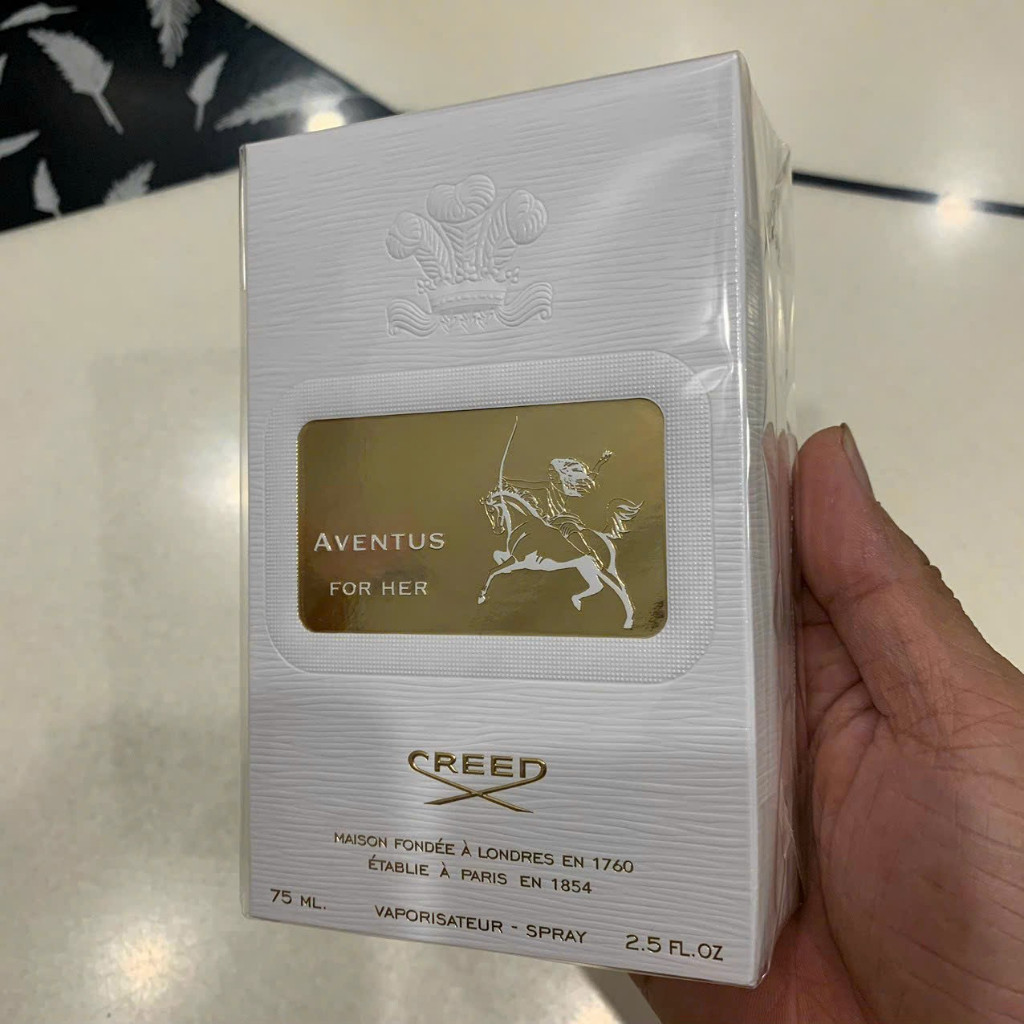 AVENTUS
FOR HER
CREED
MAISON FONDÉE À LONDRES EN 1760
ÉTABLIE À PARIS EN 1854
75 ML.
VAPORISATEUR - SPRAY
2.5 FL.OZ